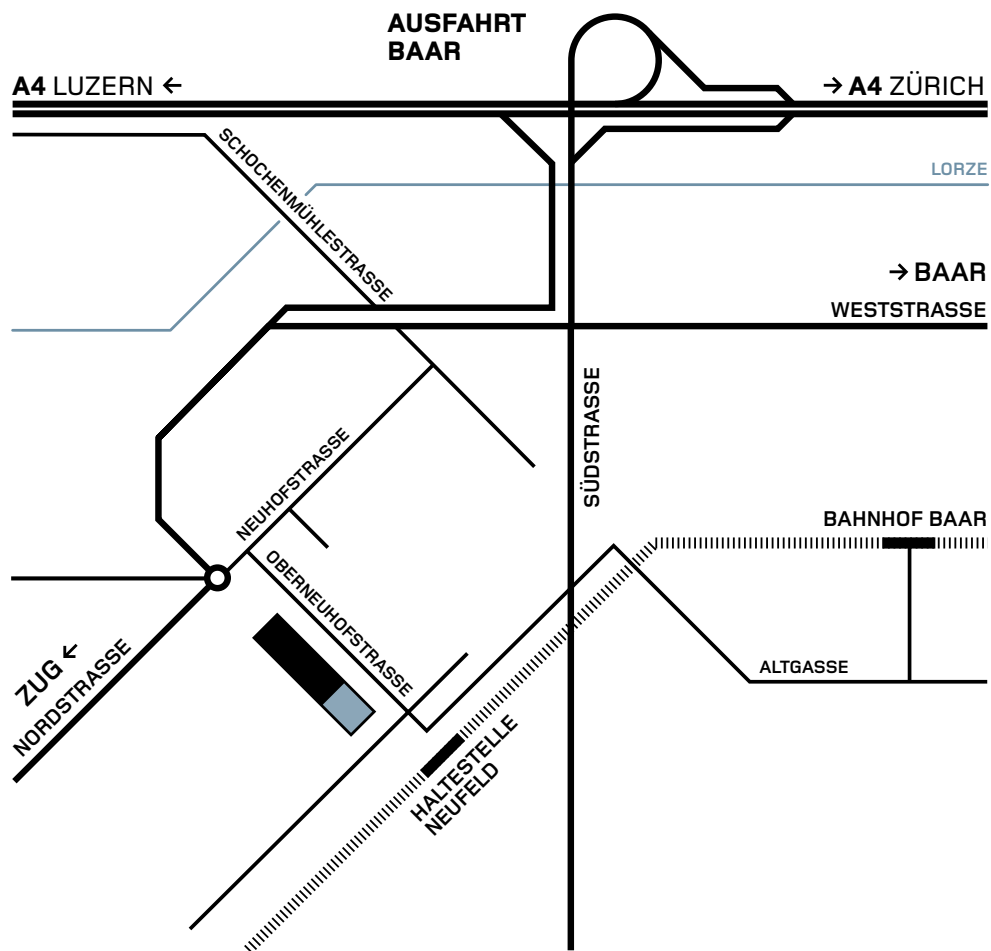 AUSFAHRT
BAAR
A4 LUZERN ←
→ A4 ZÜRICH
SCHOCHENMÜHLESTRASSE
LORZE
→ BAAR
WESTSTRASSE
SÜDSTRASSE
NEUHOFSTRASSE
BAHNHOF BAAR
OBERNEUHOFSTRASSE
ZUG ←
NORDSTRASSE
ALTGASSE
HALTESTELLE
NEUFELD